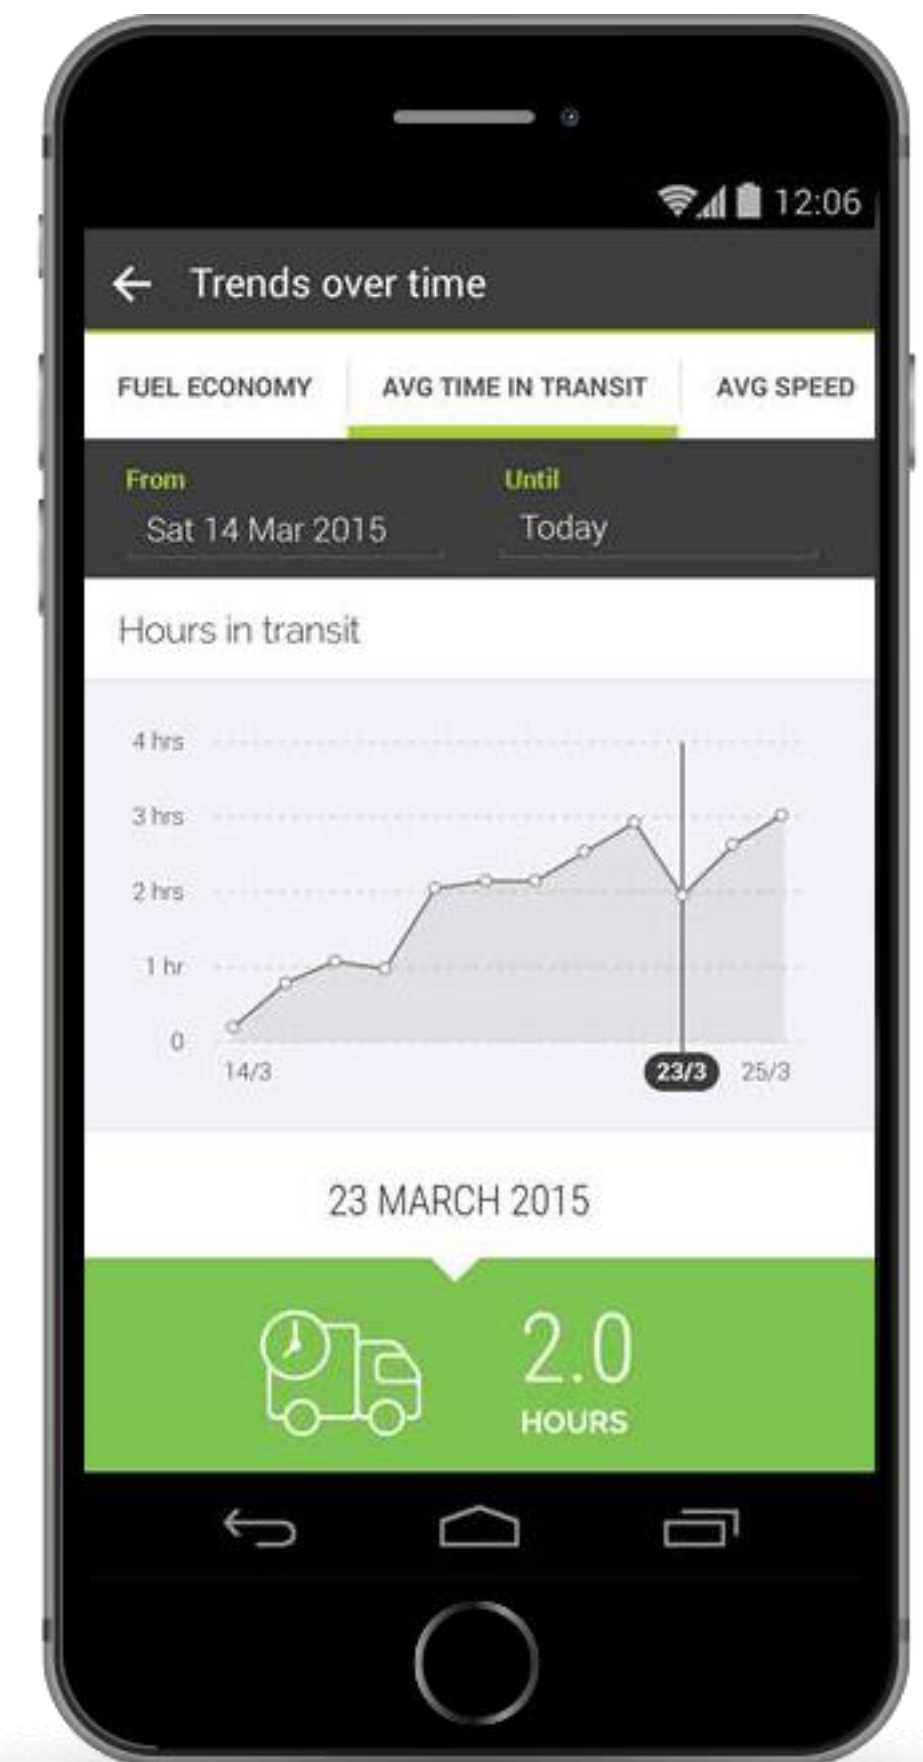 12:06
Trends over time
FUEL ECONOMY AVG TIME IN TRANSIT AVG SPEED
From Until
Sat 14 Mar 2015 Today
Hours in transit
4 hrs
3 hrs
2 hrs
1 hr
0
14/3 23/3 25/3
23 MARCH 2015
2.0
HOURS